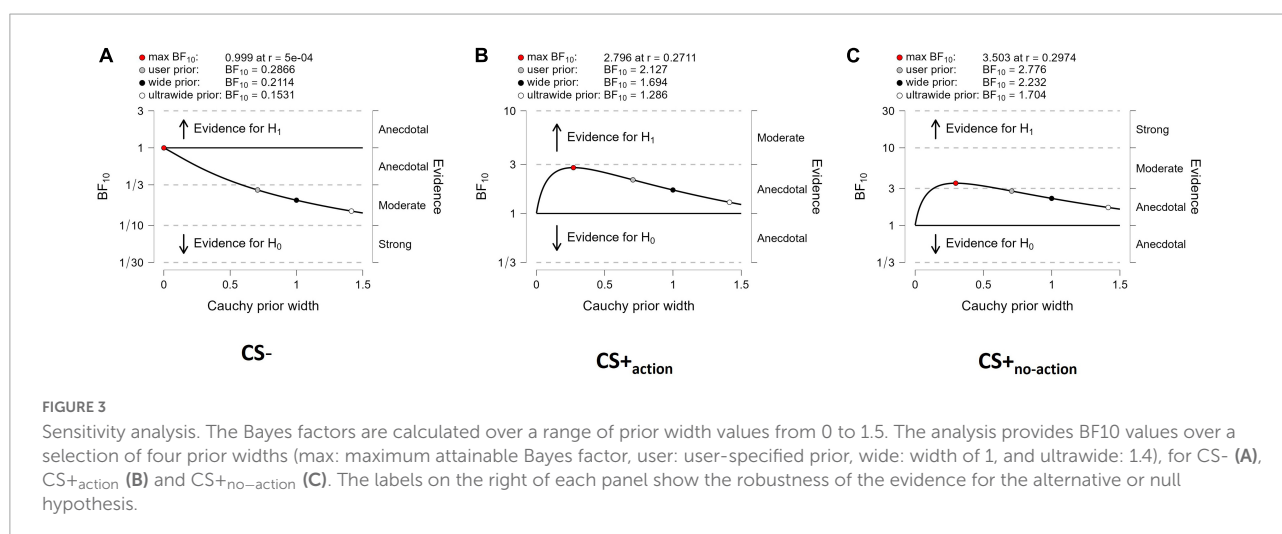 A
max BF10: 0.999 at r = 5e-04
user prior: BF10 = 0.2866
wide prior: BF10 = 0.2114
ultrawide prior: BF10 = 0.1531
3
1
1/3
1/10
1/30
BF10
Evidence for H1
Evidence for H0
Anecdotal
Anecdotal
Moderate
Strong
Evidence
0 0.5 1 1.5
Cauchy prior width
CS-
B
max BF10: 2.796 at r = 0.2711
user prior: BF10 = 2.127
wide prior: BF10 = 1.694
ultrawide prior: BF10 = 1.286
10
3
1
1/3
BF10
Evidence for H1
Evidence for H0
Moderate
Anecdotal
Anecdotal
Evidence
0 0.5 1 1.5
Cauchy prior width
CS+action
C
max BF10: 3.503 at r = 0.2974
user prior: BF10 = 2.776
wide prior: BF10 = 2.232
ultrawide prior: BF10 = 1.704
30
10
3
1
1/3
BF10
Evidence for H1
Evidence for H0
Strong
Moderate
Anecdotal
Anecdotal
Evidence
0 0.5 1 1.5
Cauchy prior width
CS+no-action
FIGURE 3
Sensitivity analysis. The Bayes factors are calculated over a range of prior width values from 0 to 1.5. The analysis provides BF10 values over a
selection of four prior widths (max: maximum attainable Bayes factor, user: user-specified prior, wide: width of 1, and ultrawide: 1.4), for CS- (A),
CS+action (B) and CS+no−action (C). The labels on the right of each panel show the robustness of the evidence for the alternative or null
hypothesis.